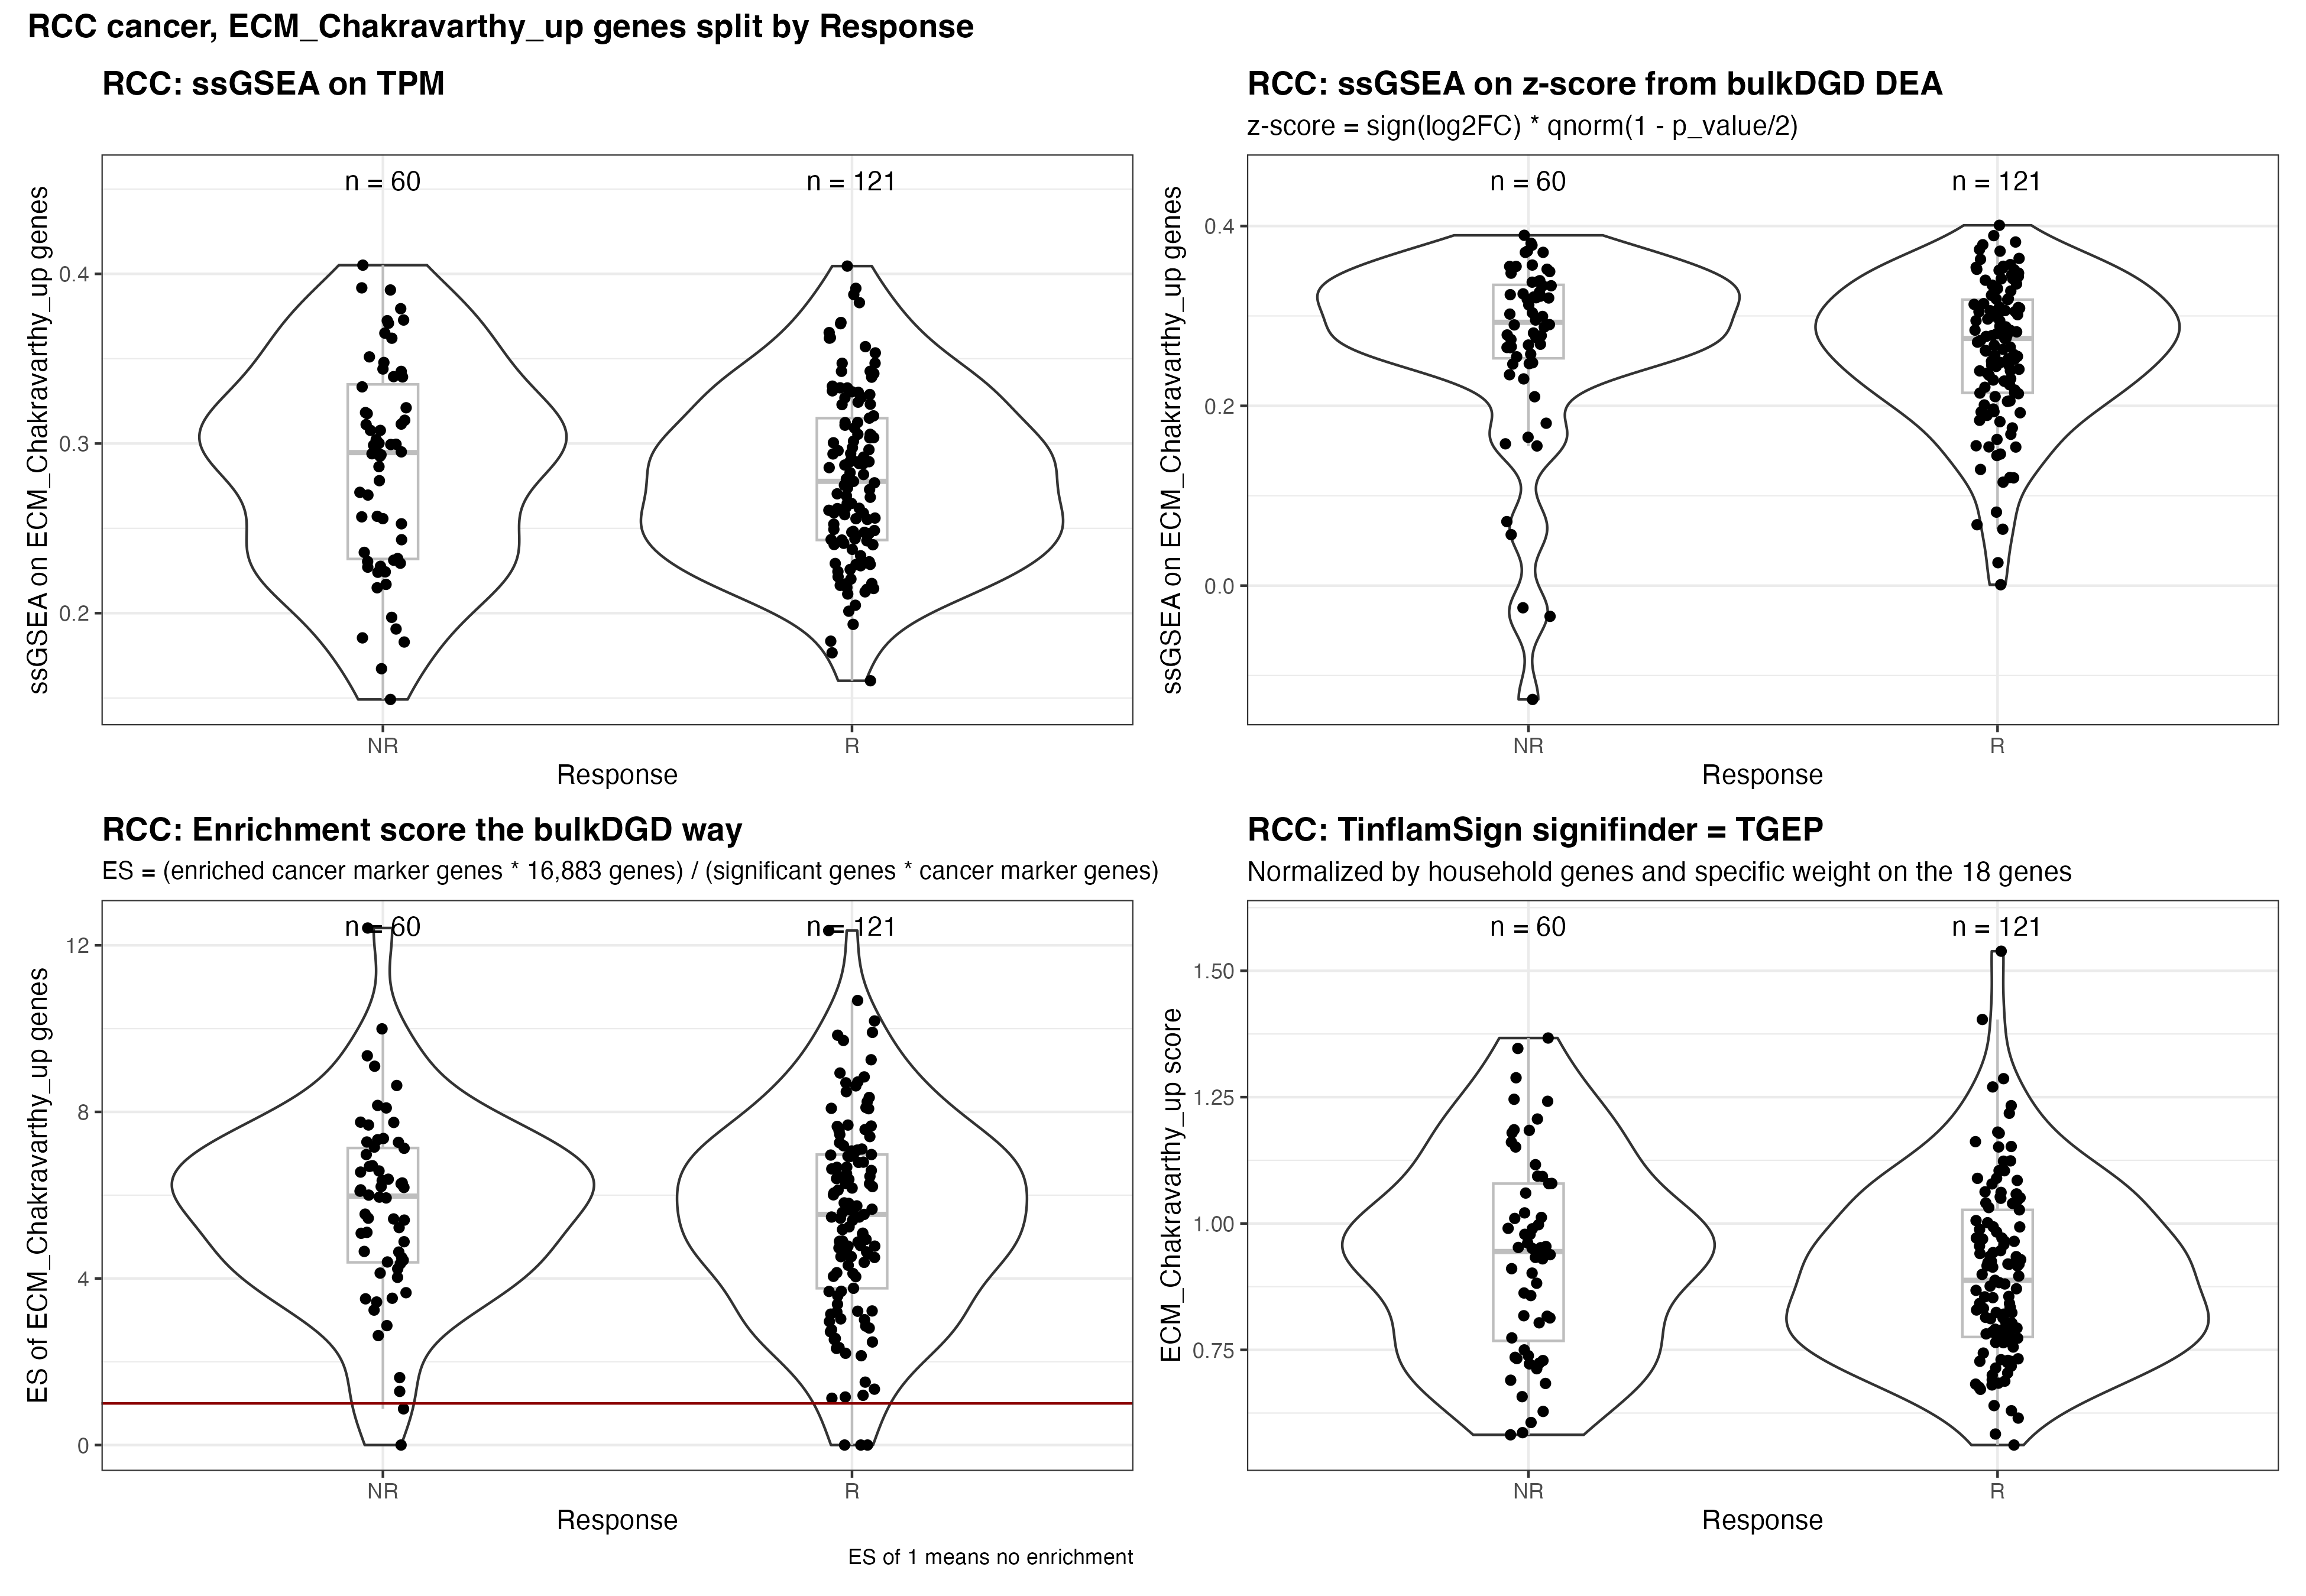 RCC cancer, ECM_Chakravarthy_up genes split by Response
RCC: ssGSEA on TPM
n = 60
n = 121
ssGSEA on ECM_Chakravarthy_up genes
0.4
0.3
0.2
NR
R
Response
RCC: ssGSEA on z-score from bulkDGD DEA
z-score = sign(log2FC) * qnorm(1 - p_value/2)
n = 60
n = 121
ssGSEA on ECM_Chakravarthy_up genes
0.4
0.2
0.0
NR
R
Response
RCC: Enrichment score the bulkDGD way
ES = (enriched cancer marker genes * 16,883 genes) / (significant genes * cancer marker genes)
n = 60
n = 121
ES of ECM_Chakravarthy_up genes
12
8
4
0
NR
R
Response
ES of 1 means no enrichment
RCC: TinflamSign signifinder = TGEP
Normalized by household genes and specific weight on the 18 genes
n = 60
n = 121
ECM_Chakravarthy_up score
1.50
1.25
1.00
0.75
NR
R
Response